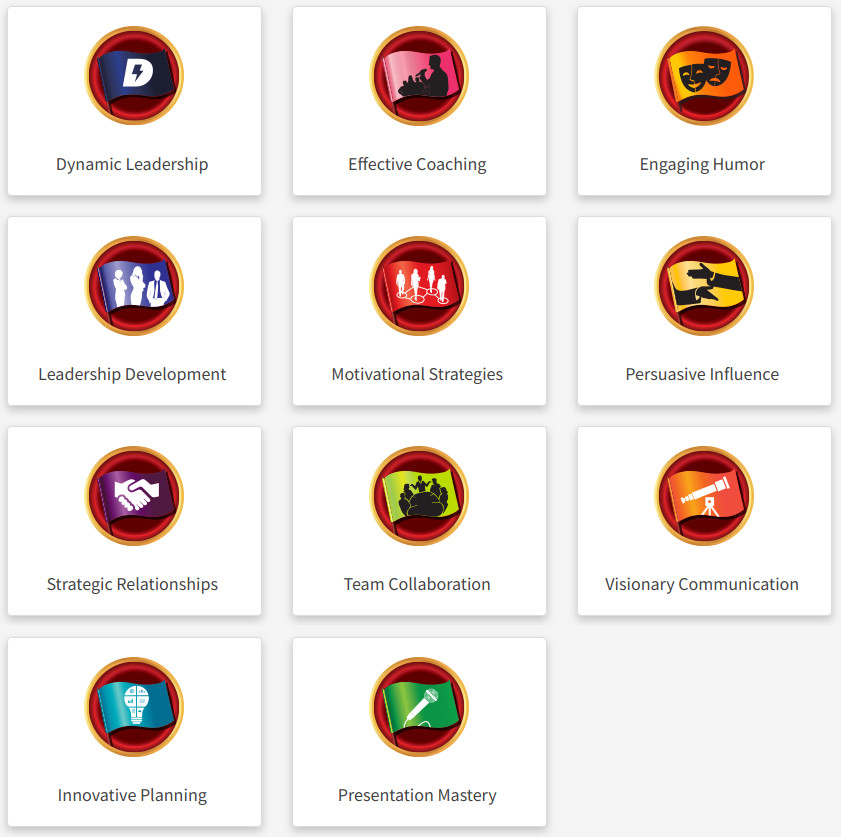 D
Dynamic Leadership
Effective Coaching
Engaging Humor
Leadership Development
Motivational Strategies
Persuasive Influence
Strategic Relationships
Team Collaboration
Visionary Communication
Innovative Planning
Presentation Mastery